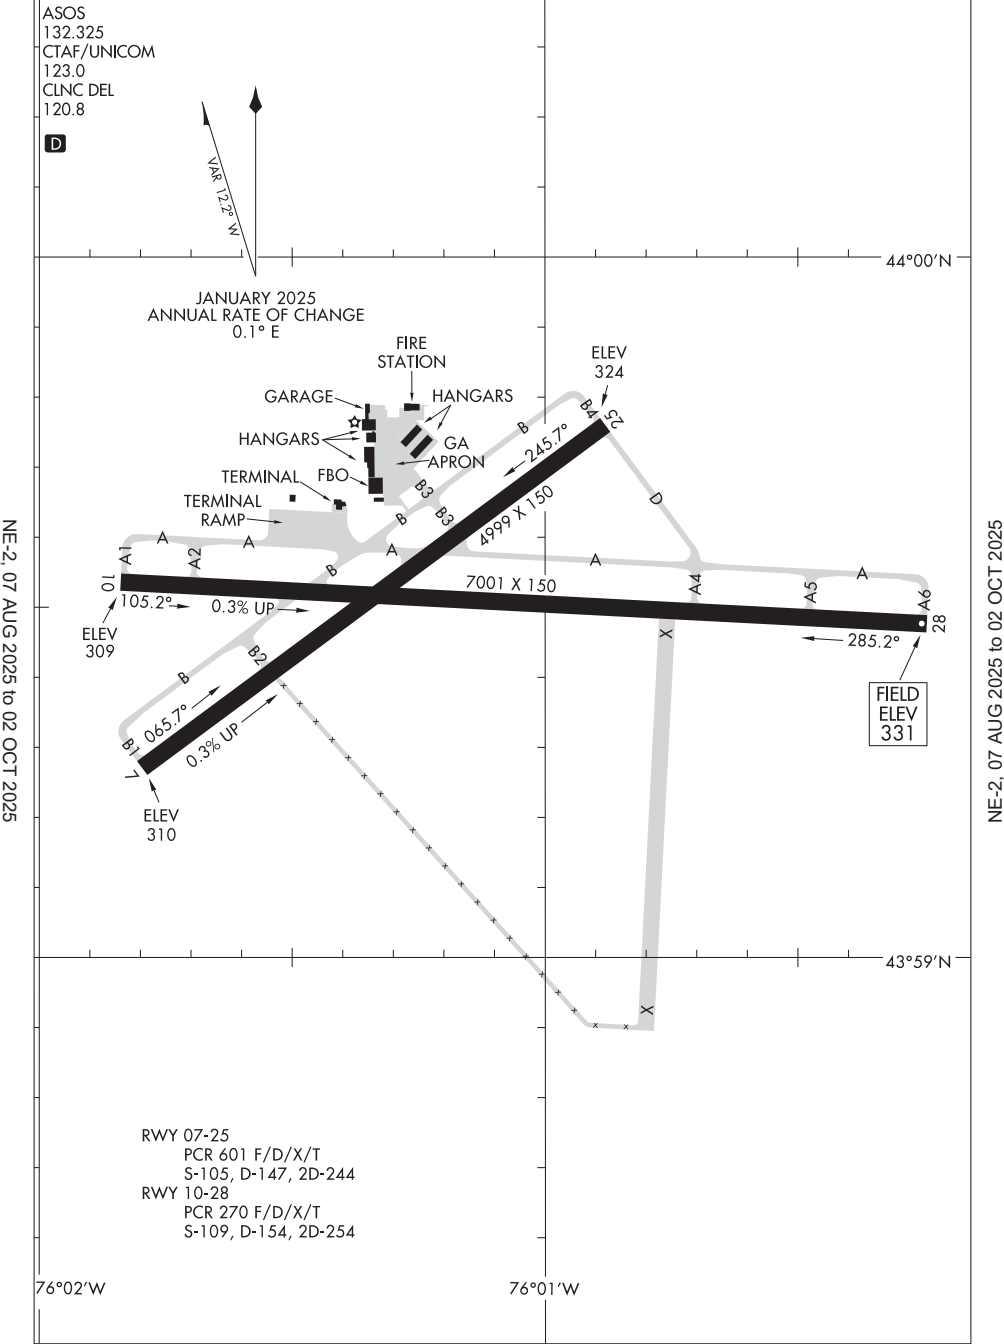 ASOS
132.325
CTAF/UNICOM
123.0
CLNC DEL
120.8
D
VAR 12.2° W
44°00'N
JANUARY 2025
ANNUAL RATE OF CHANGE
0.1° E
FIRE
STATION
ELEV
324
GARAGE
HANGARS
HANGARS
GA
APRON
TERMINAL
FBO
TERMINAL
RAMP
B4
25
B
245.7°
B3
B3
B
4999 X 150
D
A
A
A
A
A
A1
A2
B
A4
A5
A6
10
7001 X 150
105.2°
0.3% UP
285.2°
28
ELEV
309
X
B2
B
065.7°
0.3% UP
B1
7
FIELD
ELEV
331
ELEV
310
NE-2, 07 AUG 2025 to 02 OCT 2025
NE-2, 07 AUG 2025 to 02 OCT 2025
43°59'N
X
x
x
RWY 07-25
PCR 601 F/D/X/T
S-105, D-147, 2D-244
RWY 10-28
PCR 270 F/D/X/T
S-109, D-154, 2D-254
76°02'W
76°01'W